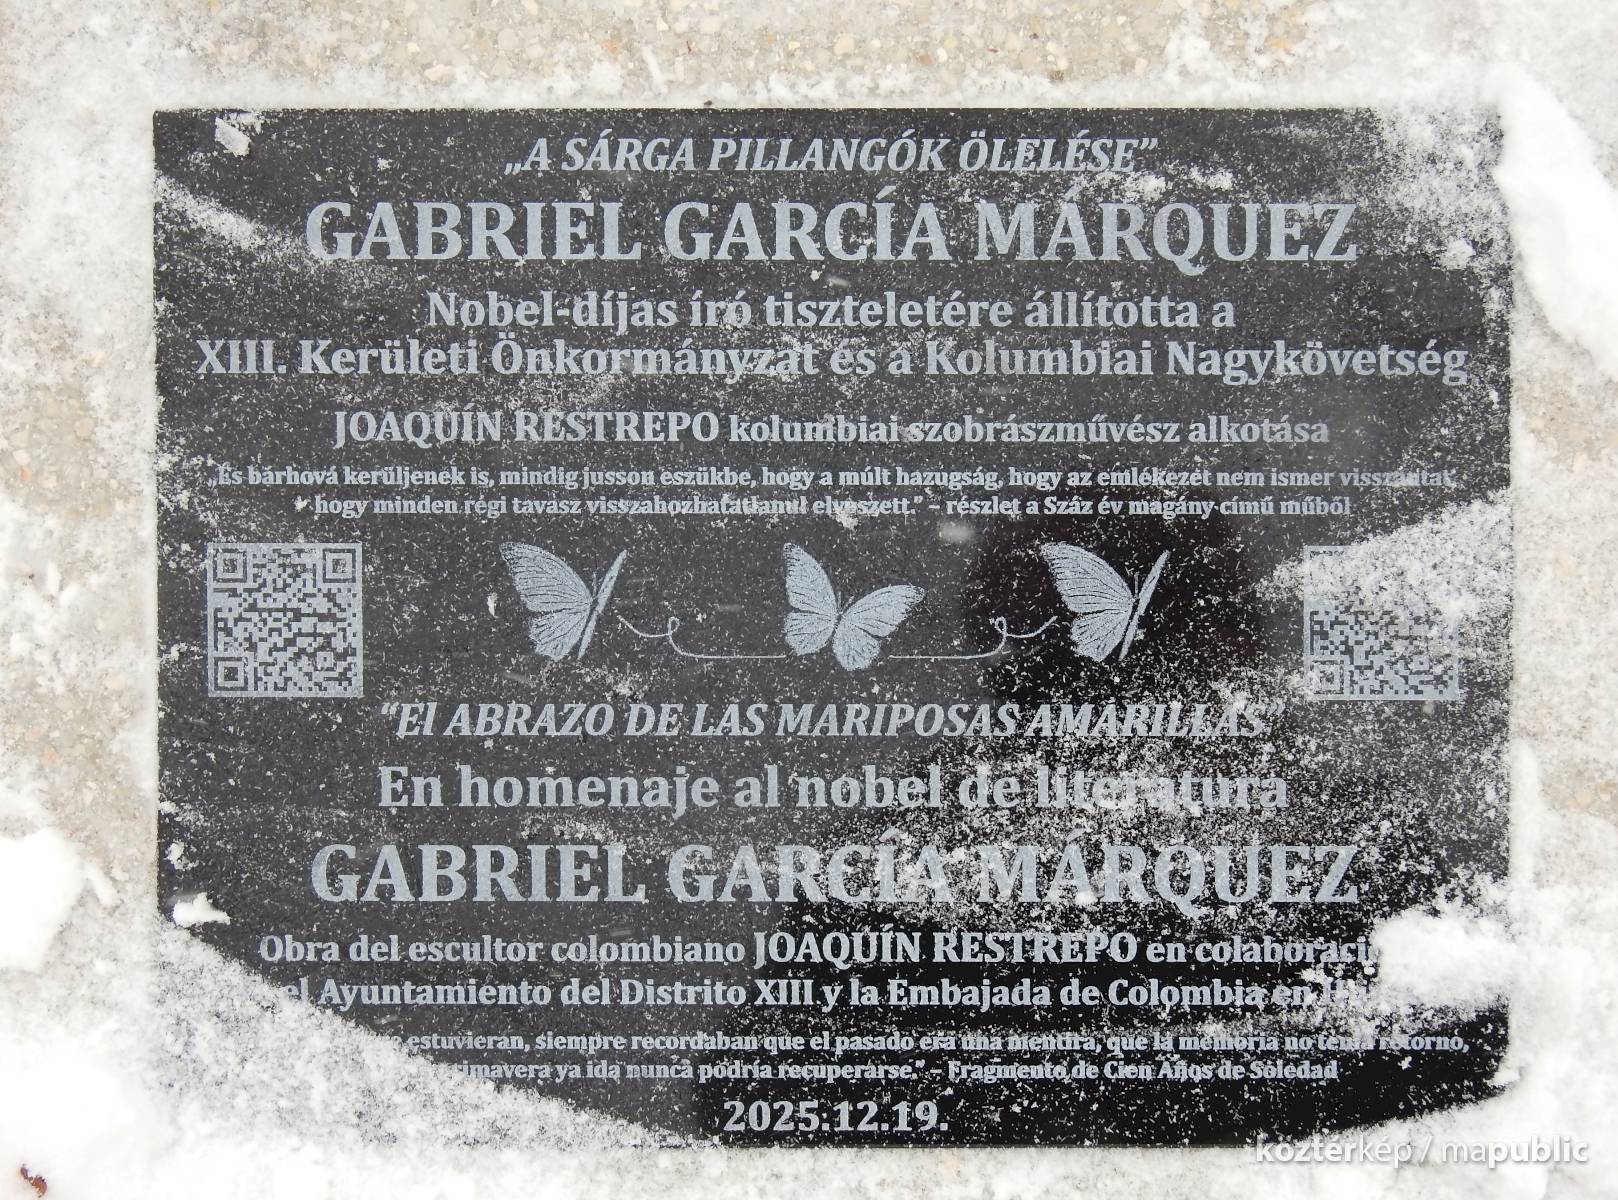 „A SÁRGA PILLANGÓK ÖLELÉSE”
GABRIEL GARCÍA MÁRQUEZ
Nobel-díjas író tiszteletére állította a
XIII. Kerületi Önkormányzat és a Kolumbiai Nagykövetség
JOAQUÍN RESTREPO kolumbiai szobrászművész alkotása
„És bárhová kerüljenek is, mindig jusson eszükbe, hogy a múlt hazugság, hogy az emlékezet nem ismer visszautat,
hogy minden régi tavasz visszahozhatatlanul elveszett.” – részlet a Száz év magány című műből
“El ABRAZO DE LAS MARIPOSAS AMARILLAS”
En homenaje al nobel de literatura
GABRIEL GARCÍA MÁRQUEZ
Obra del escultor colombiano JOAQUÍN RESTREPO en
el Ayuntamiento del Distrito XIII y la Embajada de Colombia en
estuvieran, siempre recordaban que el pasado era una mentira, que la memoria no tenía retorno,
ya ida nunca podría recuperarse.” – Fragmento de Cien Años de Soledad
2025.12.19.
köztérkép / mapublic